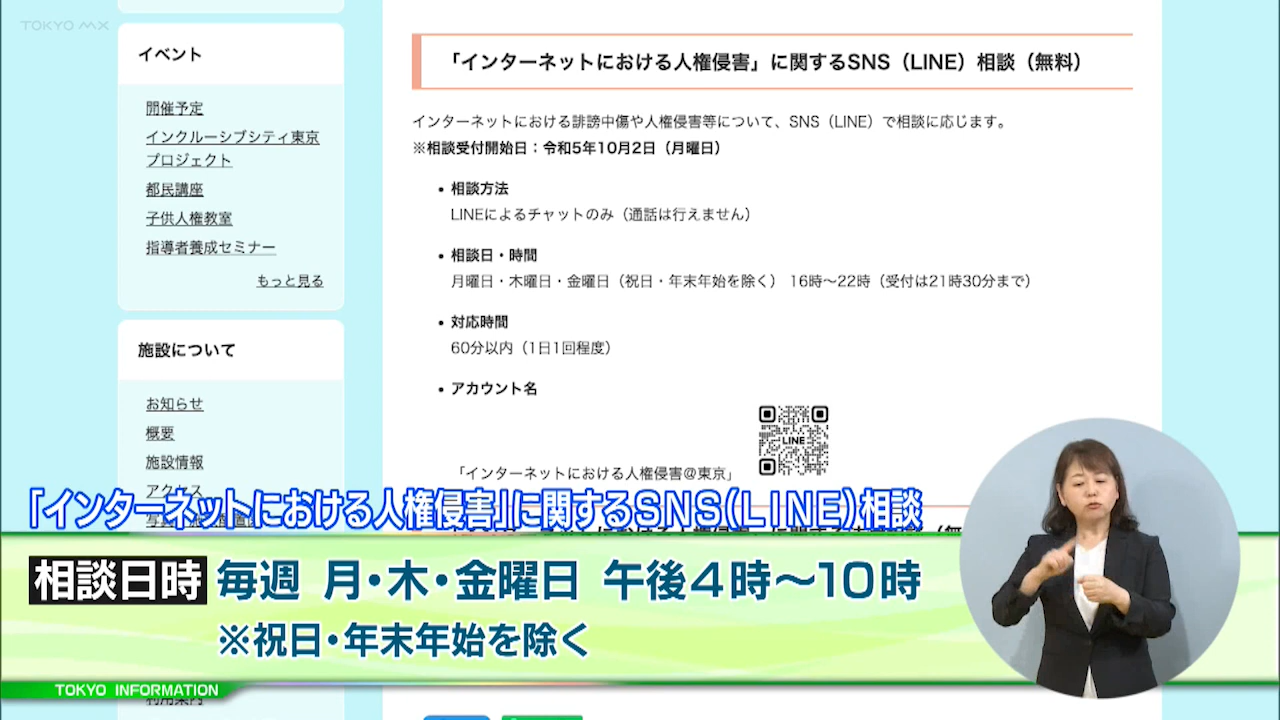 TOKYO MX
イベント
開催予定
インクルーシブシティ東京
プロジェクト
都民講座
子供人権教室
指導者養成セミナー
もっと見る
施設について
お知らせ
概要
施設情報
アクセス
「インターネットにおける人権侵害」に関するSNS（LINE）相談（無料）
インターネットにおける誹謗中傷や人権侵害等について、SNS（LINE）で相談に応じます。
※相談受付開始日：令和5年10月2日（月曜日）
• 相談方法
LINEによるチャットのみ（通話は行えません）
• 相談日・時間
月曜日・木曜日・金曜日（祝日・年末年始を除く） 16時～22時（受付は21時30分まで）
• 対応時間
60分以内（1日1回程度）
• アカウント名
LINE
「インターネットにおける人権侵害＠東京」
「インターネットにおける人権侵害」に関するＳＮＳ（ＬＩＮＥ）相談
相談日時 毎週 月・木・金曜日 午後４時～10時
※祝日・年末年始を除く
TOKYO INFORMATION